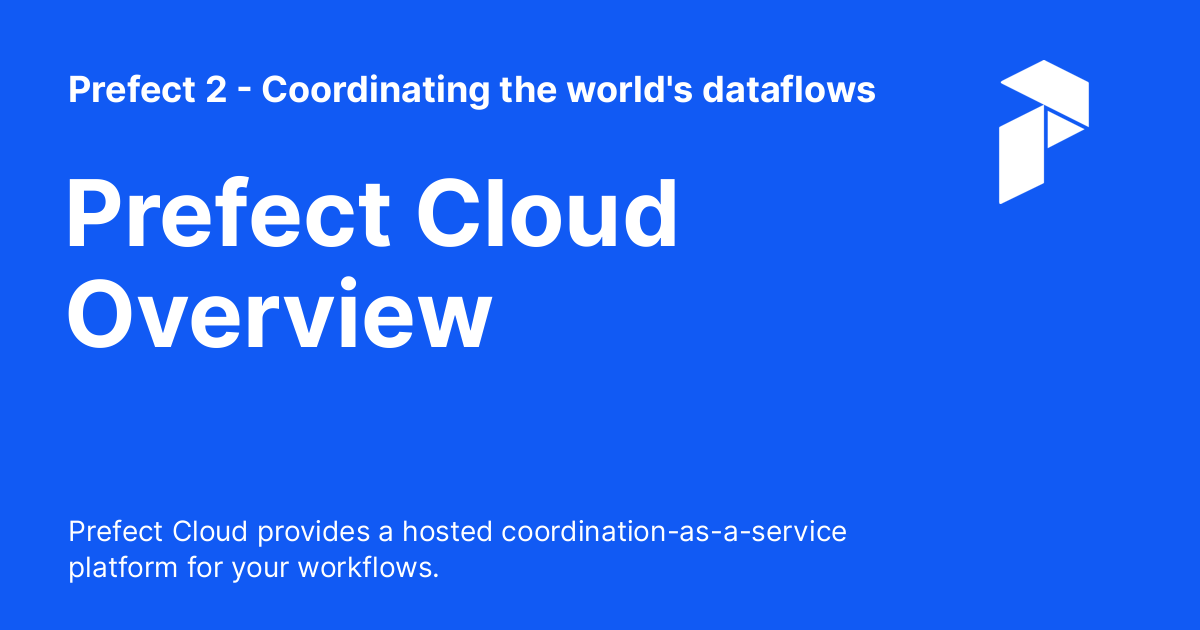 Prefect 2 - Coordinating the world's dataflows
Prefect Cloud
Overview
Prefect Cloud provides a hosted coordination-as-a-service
platform for your workflows.